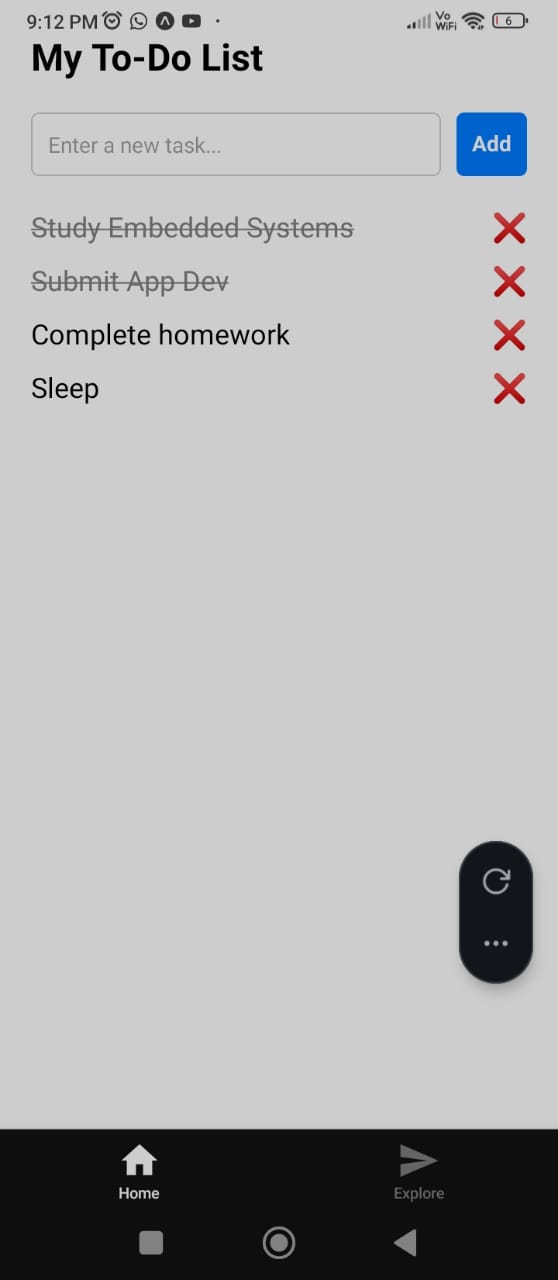 9:12 PM Vo WiFi 6
My To-Do List
Enter a new task... Add
Study Embedded Systems
Submit App Dev
Complete homework
Sleep
Home Explore